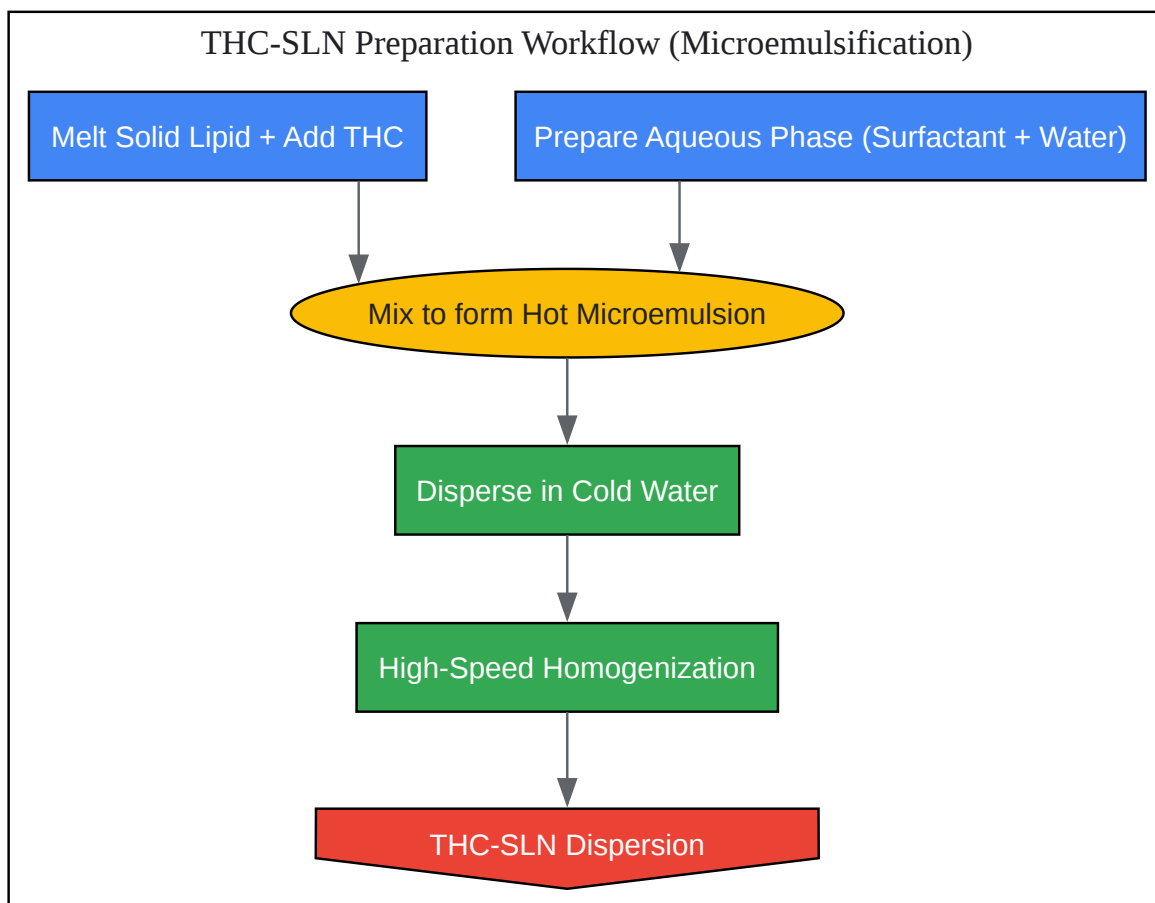 THC-SLN Preparation Workflow (Microemulsification)
Melt Solid Lipid + Add THC
Prepare Aqueous Phase (Surfactant + Water)
Mix to form Hot Microemulsion
Disperse in Cold Water
High-Speed Homogenization
THC-SLN Dispersion